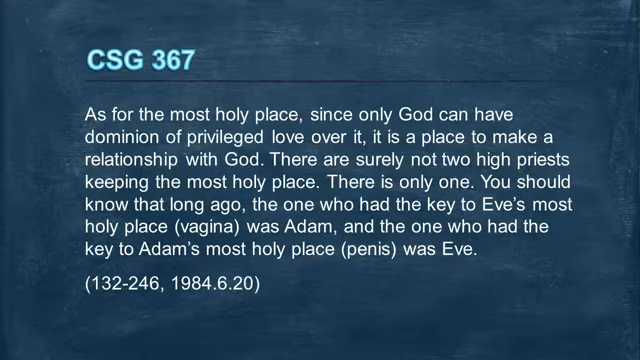 CSG 367
As for the most holy place, since only God can have
dominion of privileged love over it, it is a place to make a
relationship with God. There are surely not two high priests
keeping the most holy place. There is only one. You should
know that long ago, the one who had the key to Eve’s most
holy place (vagina) was Adam, and the one who had the
key to Adam’s most holy place (penis) was Eve.
(132-246, 1984.6.20)